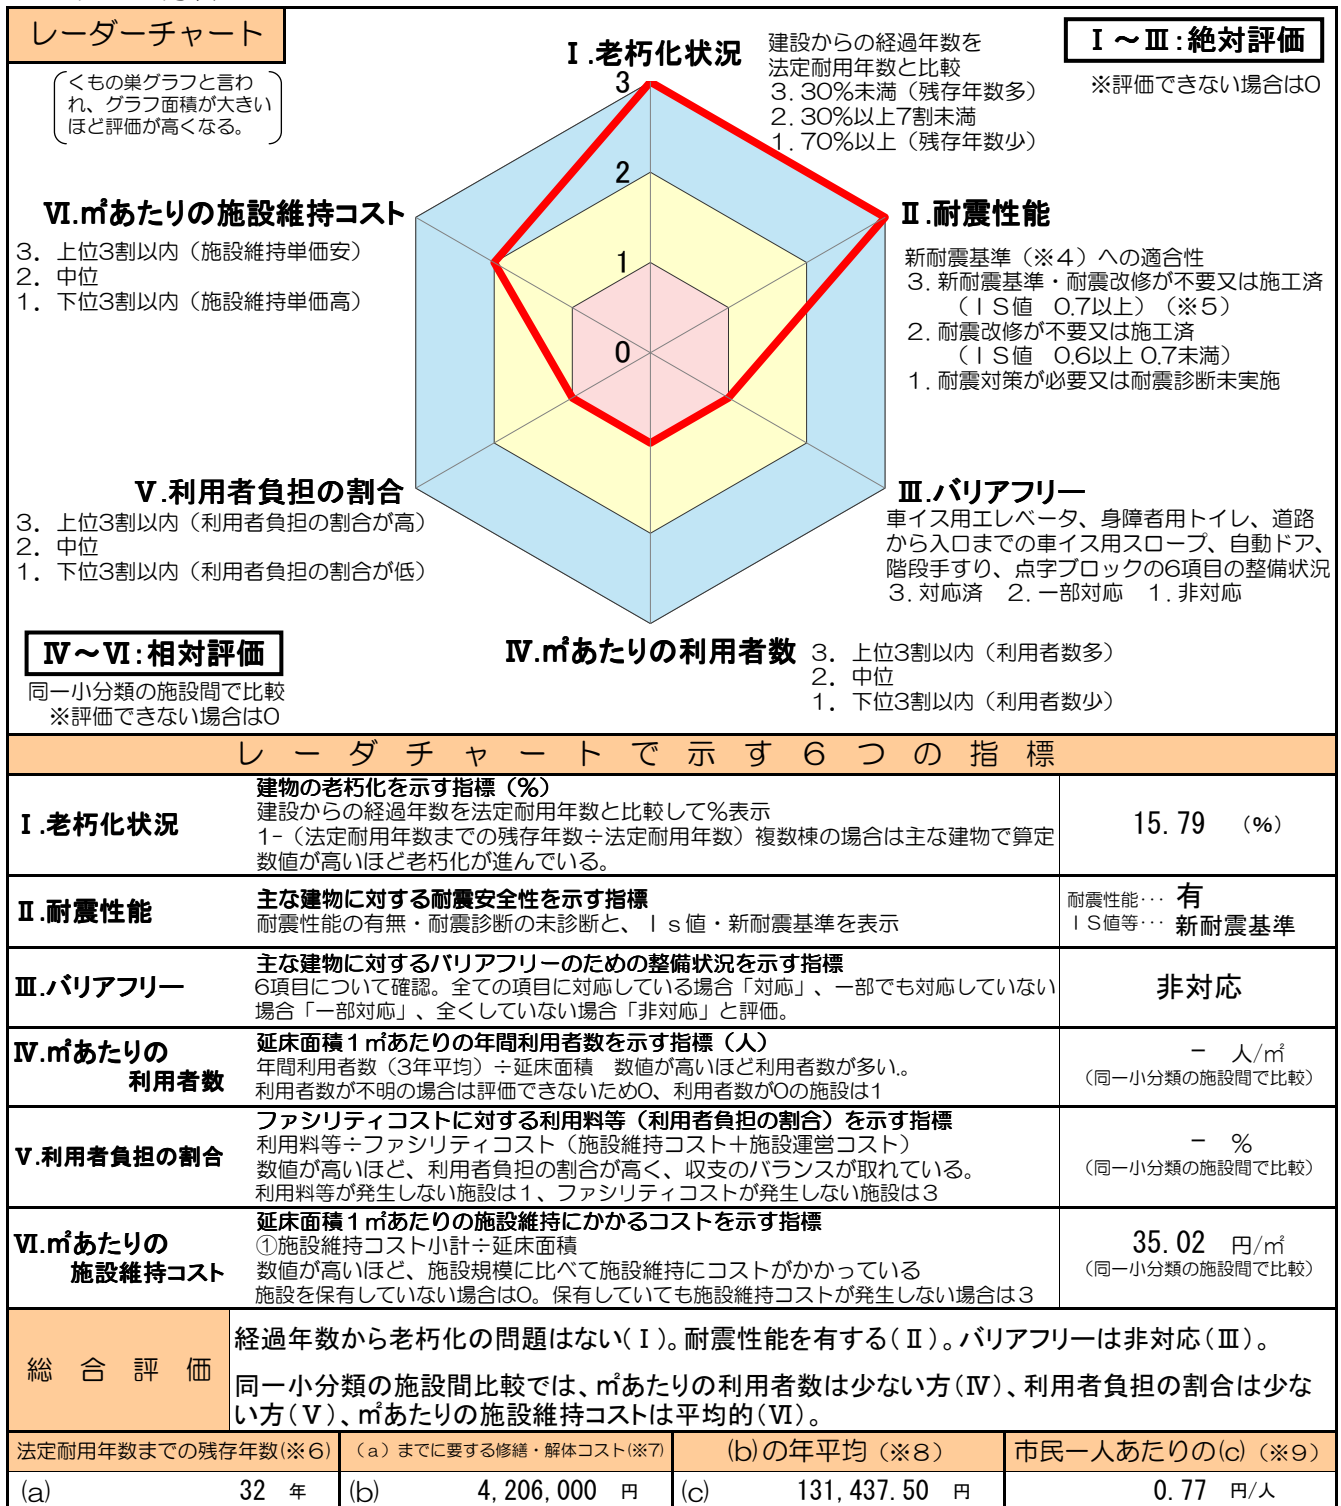 レーダーチャート
くもの巣グラフと言わ
れ、グラフ面積が大きい
ほど評価が高くなる。
Ⅰ～Ⅲ:絶対評価
※評価できない場合は0
Ⅰ.老朽化状況
建設からの経過年数を
法定耐用年数と比較
3. 30%未満（残存年数多）
2. 30%以上7割未満
1. 70%以上（残存年数少）
3
2
1
0
Ⅵ.㎡あたりの施設維持コスト
3. 上位3割以内（施設維持単価安）
2. 中位
1. 下位3割以内（施設維持単価高）
Ⅱ.耐震性能
新耐震基準（※4）への適合性
3. 新耐震基準・耐震改修が不要又は施工済
（ＩＳ値 0.7以上）（※5）
2. 耐震改修が不要又は施工済
（ＩＳ値 0.6以上 0.7未満）
1. 耐震対策が必要又は耐震診断未実施
Ⅴ.利用者負担の割合
3. 上位3割以内（利用者負担の割合が高）
2. 中位
1. 下位3割以内（利用者負担の割合が低）
Ⅲ.バリアフリー
車イス用エレベータ、身障者用トイレ、道路
から入口までの車イス用スロープ、自動ドア、
階段手すり、点字ブロックの6項目の整備状況
3. 対応済 2. 一部対応 1. 非対応
Ⅳ～Ⅵ:相対評価
同一小分類の施設間で比較
※評価できない場合は0
Ⅳ.㎡あたりの利用者数
3. 上位3割以内（利用者数多）
2. 中位
1. 下位3割以内（利用者数少）
レーダチャートで示す６つの指標
Ⅰ.老朽化状況
建物の老朽化を示す指標（%）
建設からの経過年数を法定耐用年数と比較して%表示
1-（法定耐用年数までの残存年数÷法定耐用年数）複数棟の場合は主な建物で算定
数値が高いほど老朽化が進んでいる。
15.79 （%）
Ⅱ.耐震性能
主な建物に対する耐震安全性を示す指標
耐震性能の有無・耐震診断の未診断と、Ｉｓ値・新耐震基準を表示
耐震性能… 有
ＩＳ値等… 新耐震基準
Ⅲ.バリアフリー
主な建物に対するバリアフリーのための整備状況を示す指標
6項目について確認。全ての項目に対応している場合「対応」、一部でも対応していない
場合「一部対応」、全くしていない場合「非対応」と評価。
非対応
Ⅳ.㎡あたりの
利用者数
延床面積１㎡あたりの年間利用者数を示す指標（人）
年間利用者数（3年平均）÷延床面積 数値が高いほど利用者数が多い。
利用者数が不明の場合は評価できないため0、利用者数が0の施設は1
－ 人/㎡
（同一小分類の施設間で比較）
Ⅴ.利用者負担の割合
ファシリティコストに対する利用料等（利用者負担の割合）を示す指標
利用料等÷ファシリティコスト（施設維持コスト＋施設運営コスト）
数値が高いほど、利用者負担の割合が高く、収支のバランスが取れている。
利用料等が発生しない施設は１、ファシリティコストが発生しない施設は３
－ %
（同一小分類の施設間で比較）
Ⅵ.㎡あたりの
施設維持コスト
延床面積１㎡あたりの施設維持にかかるコストを示す指標
①施設維持コスト小計÷延床面積
数値が高いほど、施設規模に比べて施設維持にコストがかかっている
施設を保有していない場合は0。保有していても施設維持コストが発生しない場合は３
35.02 円/㎡
（同一小分類の施設間で比較）
総合評価
経過年数から老朽化の問題はない(Ⅰ)。耐震性能を有する(Ⅱ)。バリアフリーは非対応(Ⅲ)。
同一小分類の施設間比較では、㎡あたりの利用者数は少ない方(Ⅳ)、利用者負担の割合は少な
い方(Ⅴ)、㎡あたりの施設維持コストは平均的(Ⅵ)。
法定耐用年数までの残存年数(※6) （a）までに要する修繕・解体コスト(※7) (b)の年平均（※8） 市民一人あたりの(c)（※9）
(a) 32 年 (b) 4,206,000 円 (c) 131,437.50 円 0.77 円/人